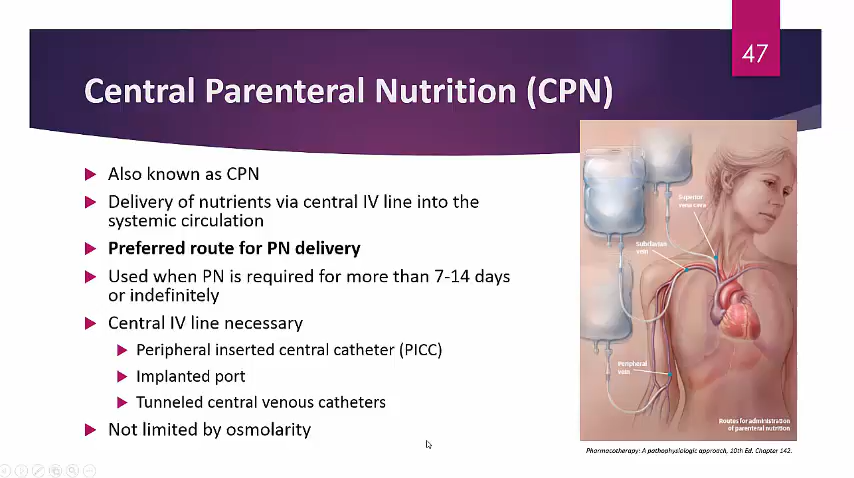 47
Central Parenteral Nutrition (CPN)
Also known as CPN
Delivery of nutrients via central IV line into the
systemic circulation
Preferred route for PN delivery
Used when PN is required for more than 7-14 days
or indefinitely
Central IV line necessary
Peripheral inserted central catheter (PICC)
Implanted port
Tunneled central venous catheters
Not limited by osmolarity
Superior
vena cava
Subclavian
vein
Peripheral
vein
Routes for administration
of parenteral nutrition
Pharmacotherapy: A pathophysiologic approach, 10th Ed. Chapter 142.